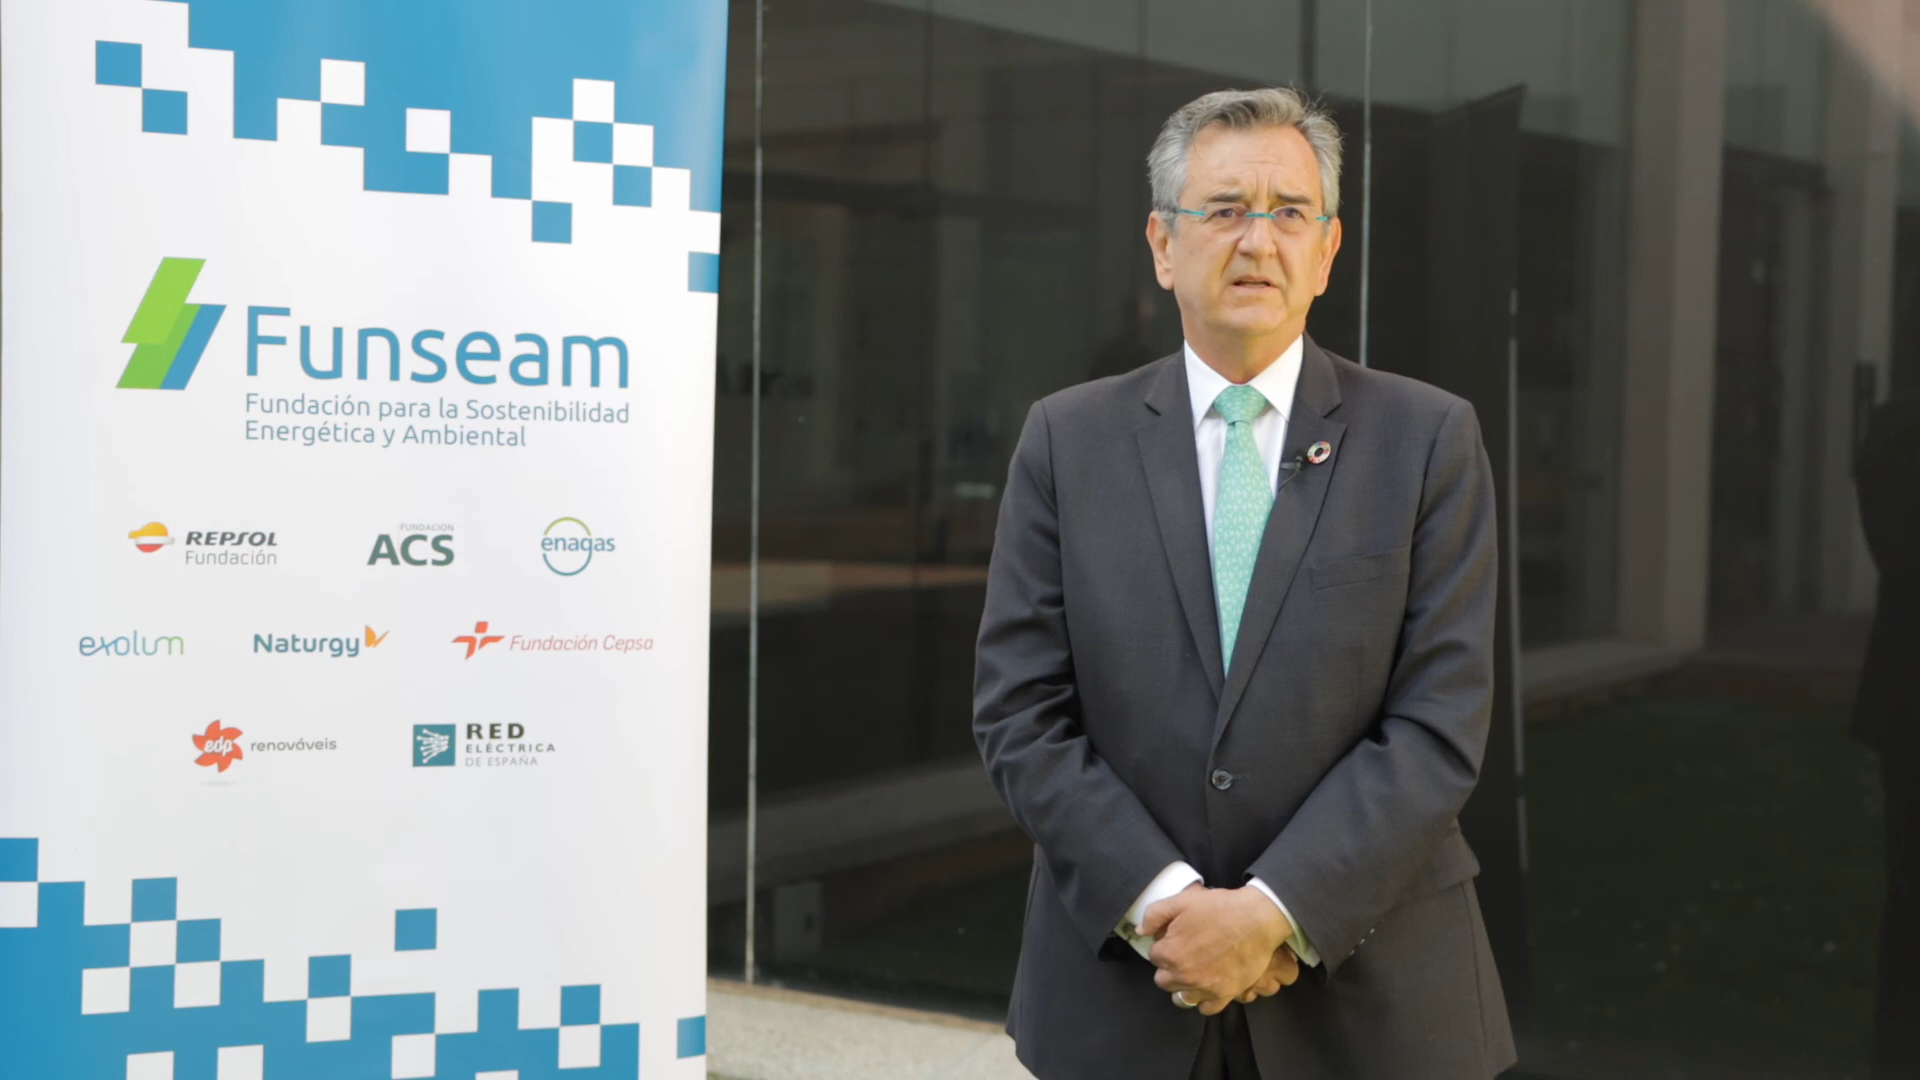 Funseam
Fundación para la Sostenibilidad
Energética y Ambiental
REPSOL
Fundación
FUNDACION
ACS
enagas
exolum
Naturgy
Fundación Cepsa
edp renováveis
RED
ELÉCTRICA
DE ESPAÑA